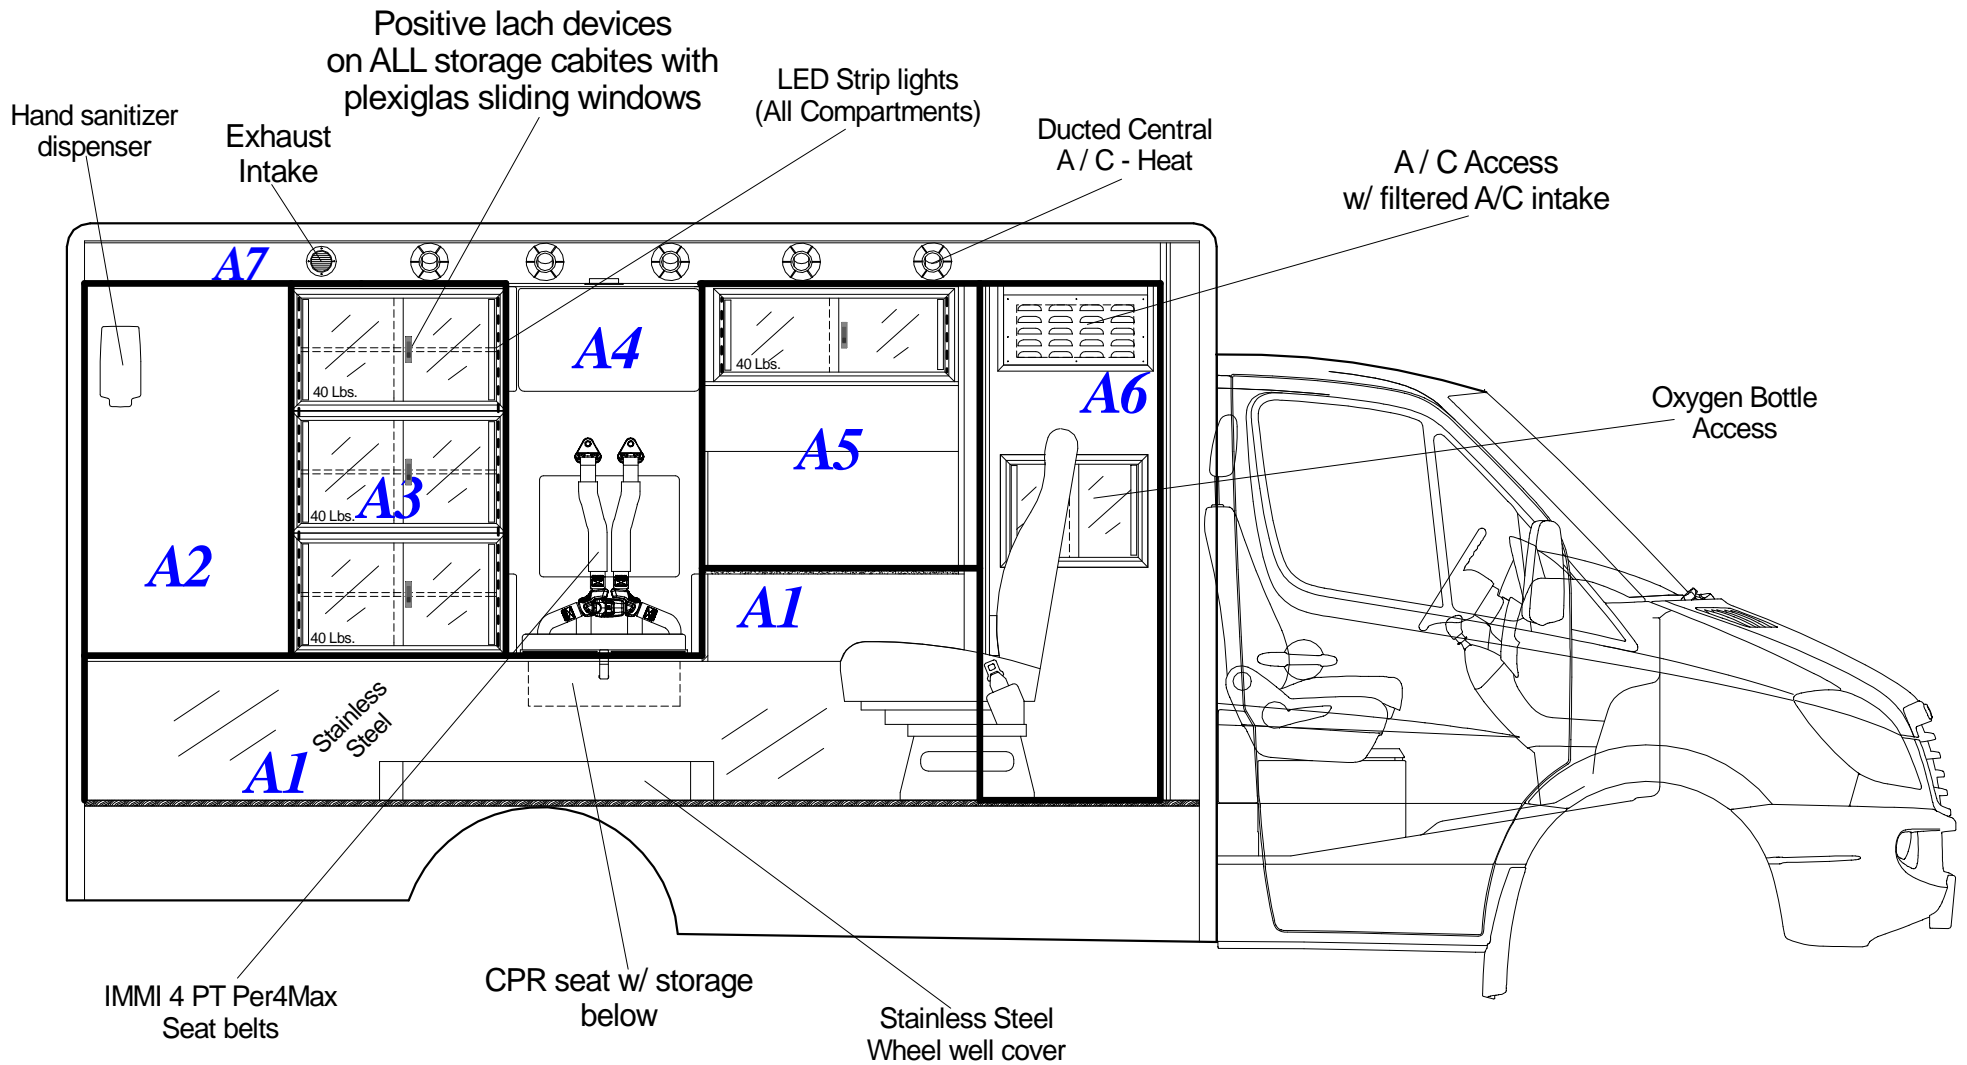 Positive lach devices
on ALL storage cabites with
plexiglas sliding windows
LED Strip lights
(All Compartments)
Hand sanitizer
dispenser
Exhaust
Intake
Ducted Central
A / C - Heat
A / C Access
w/ filtered A/C intake
A7
A4
40 Lbs.
40 Lbs.
A6
Oxygen Bottle
Access
A5
A3
40 Lbs.
A2
A1
40 Lbs.
Stainless
Steel
A1
IMMI 4 PT Per4Max
Seat belts
CPR seat w/ storage
below
Stainless Steel
Wheel well cover